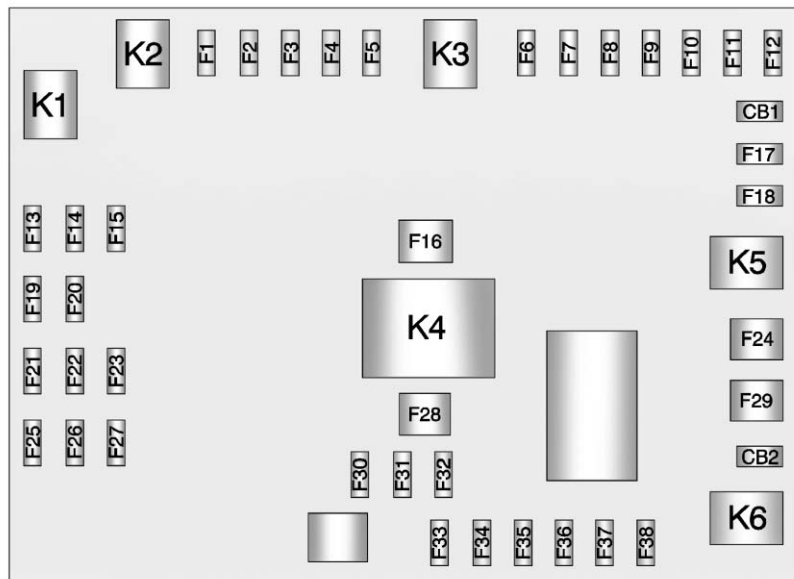 K2 F1 F2 F3 F4 F5 K3 F6 F7 F8 F9 F10 F11 F12
K1
CB1
F17
F18
F13 F14 F15
F16
K5
F19 F20
K4
F24
F21 F22 F23
F29
F28
F25 F26 F27
CB2
F30 F31 F32
K6
F33 F34 F35 F36 F37 F38